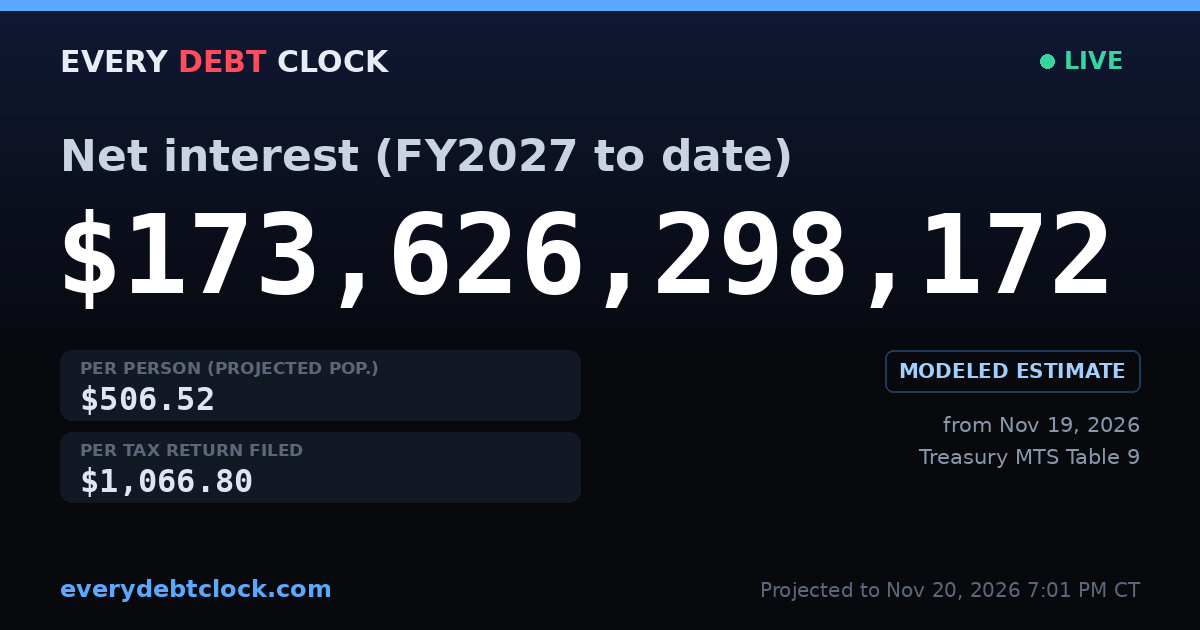 EVERY DEBT CLOCK
LIVE
Net interest (FY2027 to date)
$173,626,298,172
PER PERSON (PROJECTED POP.)
$506.52
PER TAX RETURN FILED
$1,066.80
MODELED ESTIMATE
from Nov 19, 2026
Treasury MTS Table 9
everydebtclock.com
Projected to Nov 20, 2026 7:01 PM CT